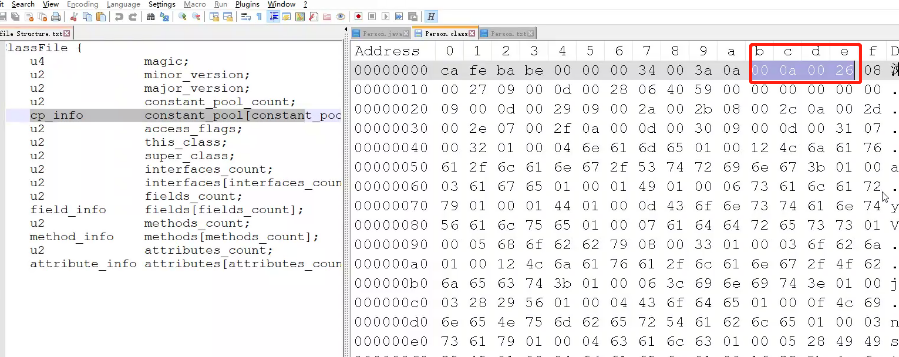 it Search View Encoding Language Settings Macro Run Plugins Window ?
file Structure.txt
Person.java
Person.class
Person.txt
lassFile {
u4 magic;
u2 minor_version;
u2 major_version;
u2 constant_pool_count;
cp_info constant_pool[constant_poo
u2 access_flags;
u2 this_class;
u2 super_class;
u2 interfaces_count;
u2 interfaces[interfaces_coun
u2 fields_count;
field_info fields[fields_count];
u2 methods_count;
method_info methods[methods_count];
u2 attributes_count;
attribute_info attributes[attributes_coun
Address 0 1 2 3 4 5 6 7 8 9 a b c d e f D
00000000 ca fe ba be 00 00 00 34 00 3a 0a 00 0a 00 26 08
00000010 00 27 09 00 0d 00 28 06 40 59 00 00 00 00 00 00 .
00000020 09 00 0d 00 29 09 00 2a 00 2b 08 00 2c 0a 00 2d .
00000030 00 2e 07 00 2f 0a 00 0d 00 30 09 00 0d 00 31 07 .
00000040 00 32 01 00 04 6e 61 6d 65 01 00 12 4c 6a 61 76 .
00000050 61 2f 6c 61 6e 67 2f 53 74 72 69 6e 67 3b 01 00 a
00000060 03 61 67 65 01 00 01 49 01 00 06 73 61 6c 61 72 .
00000070 79 01 00 01 44 01 00 0d 43 6f 6e 73 74 61 6e 74 y
00000080 56 61 6c 75 65 01 00 07 61 64 64 72 65 73 73 01 V
00000090 00 05 68 6f 62 62 79 08 00 33 01 00 03 6f 62 6a .
000000a0 01 00 12 4c 6a 61 76 61 2f 6c 61 6e 67 2f 4f 62 .
000000b0 6a 65 63 74 3b 01 00 06 3c 69 6e 69 74 3e 01 00 j
000000c0 03 28 29 56 01 00 04 43 6f 64 65 01 00 0f 4c 69 .
000000d0 6e 65 4e 75 6d 62 65 72 54 61 62 6c 65 01 00 03 n
000000e0 73 61 79 01 00 04 63 61 6c 63 01 00 05 28 49 49 s